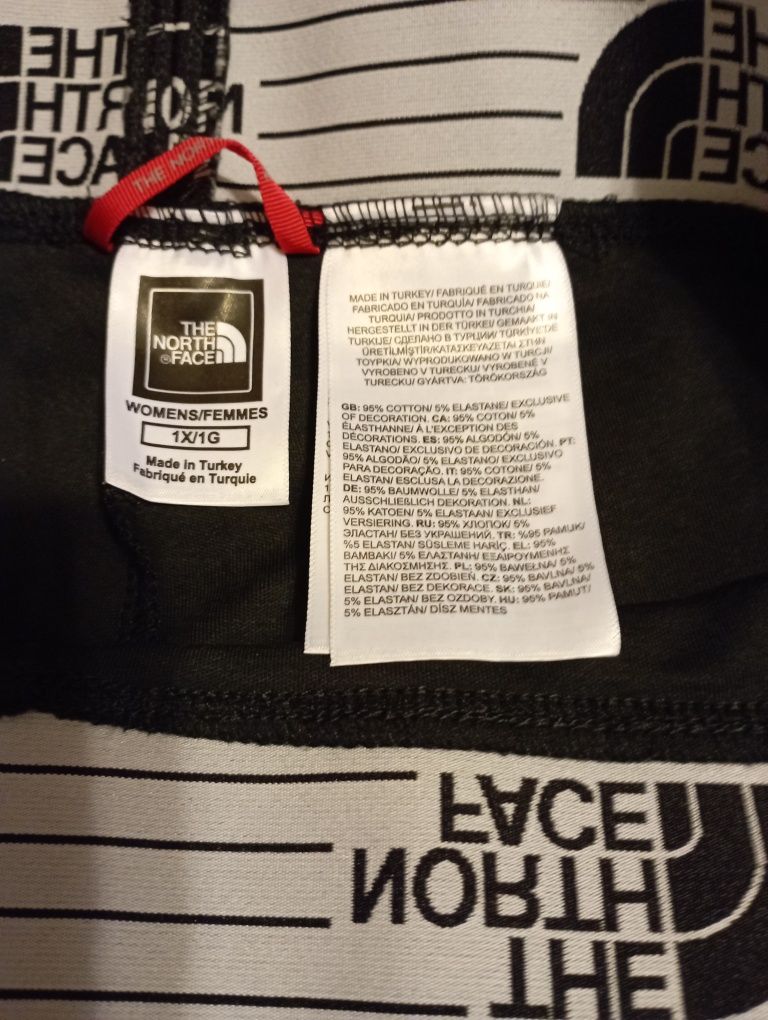 THE
NORTH
FACE
THE NOR
THE
NORTH
FACE
WOMENS/FEMMES
1X/1G
Made in Turkey
Fabriqué en Turquie
MADE IN TURKEY/ FABRIQUÉ EN TURQUIE/
FABRICADO EN TURQUÍA/ FABRICADO NA
TURQUIA/ PRODOTTO IN TURCHIA/
HERGESTELLT IN DER TÜRKEI/ GEMAAKT IN
TURKIJE/ СДЕЛАНО В ТУРЦИИ/ TÜRKİYE'DE
ÜRETİLMİŞTİR/ΚΑΤΑΣΚΕΥΑΖΕΤΑΙ ΣΤΗΝ
ΤΟΥΡΚΙΑ/ WYPRODUKOWANO W TURCJI/
VYROBENO V TURECKU/ VYROBENÉ V
TURECKU/ GYÁRTVA: TÖRÖKORSZÁG
GB: 95% COTTON/ 5% ELASTANE/ EXCLUSIVE
OF DECORATION. CA: 95% COTON/ 5%
ÉLASTHANNE/ À L'EXCEPTION DES
DÉCORATIONS. ES: 95% ALGODÓN/ 5%
ELASTANO/ EXCLUSIVO DE DECORACIÓN. PT:
95% ALGODÃO/ 5% ELASTANO/ EXCLUSIVO
PARA DECORAÇÃO. IT: 95% COTONE/ 5%
ELASTAN/ ESCLUSA LA DECORAZIONE.
DE: 95% BAUMWOLLE/ 5% ELASTHAN/
AUSSCHLIEßLICH DEKORATION. NL:
95% KATOEN/ 5% ELASTAAN/ EXCLUSIEF
VERSIERING. RU: 95% ХЛОПОК/ 5%
ЭЛАСТАН/ БЕЗ УКРАШЕНИЙ. TR: %95 PAMUK/
%5 ELASTAN/ SÜSLEME HARİÇ. EL: 95%
ΒΑΜΒΑΚΙ/ 5% ΕΛΑΣΤΑΝΗ/ ΕΞΑΙΡΟΥΜΕΝΗΣ
ΤΗΣ ΔΙΑΚΟΣΜΗΣΗΣ. PL: 95% BAWEŁNA/ 5%
ELASTAN/ BEZ ZDOBIEŃ. CZ: 95% BAVLNA/ 5%
ELASTAN/ BEZ DEKORACE. SK: 95% BAVLNA/
5% ELASTAN/ BEZ OZDOBY. HU: 95% PAMUT/
5% ELASZTÁN/ DÍSZ MENTES
FACE
NORTH
THE